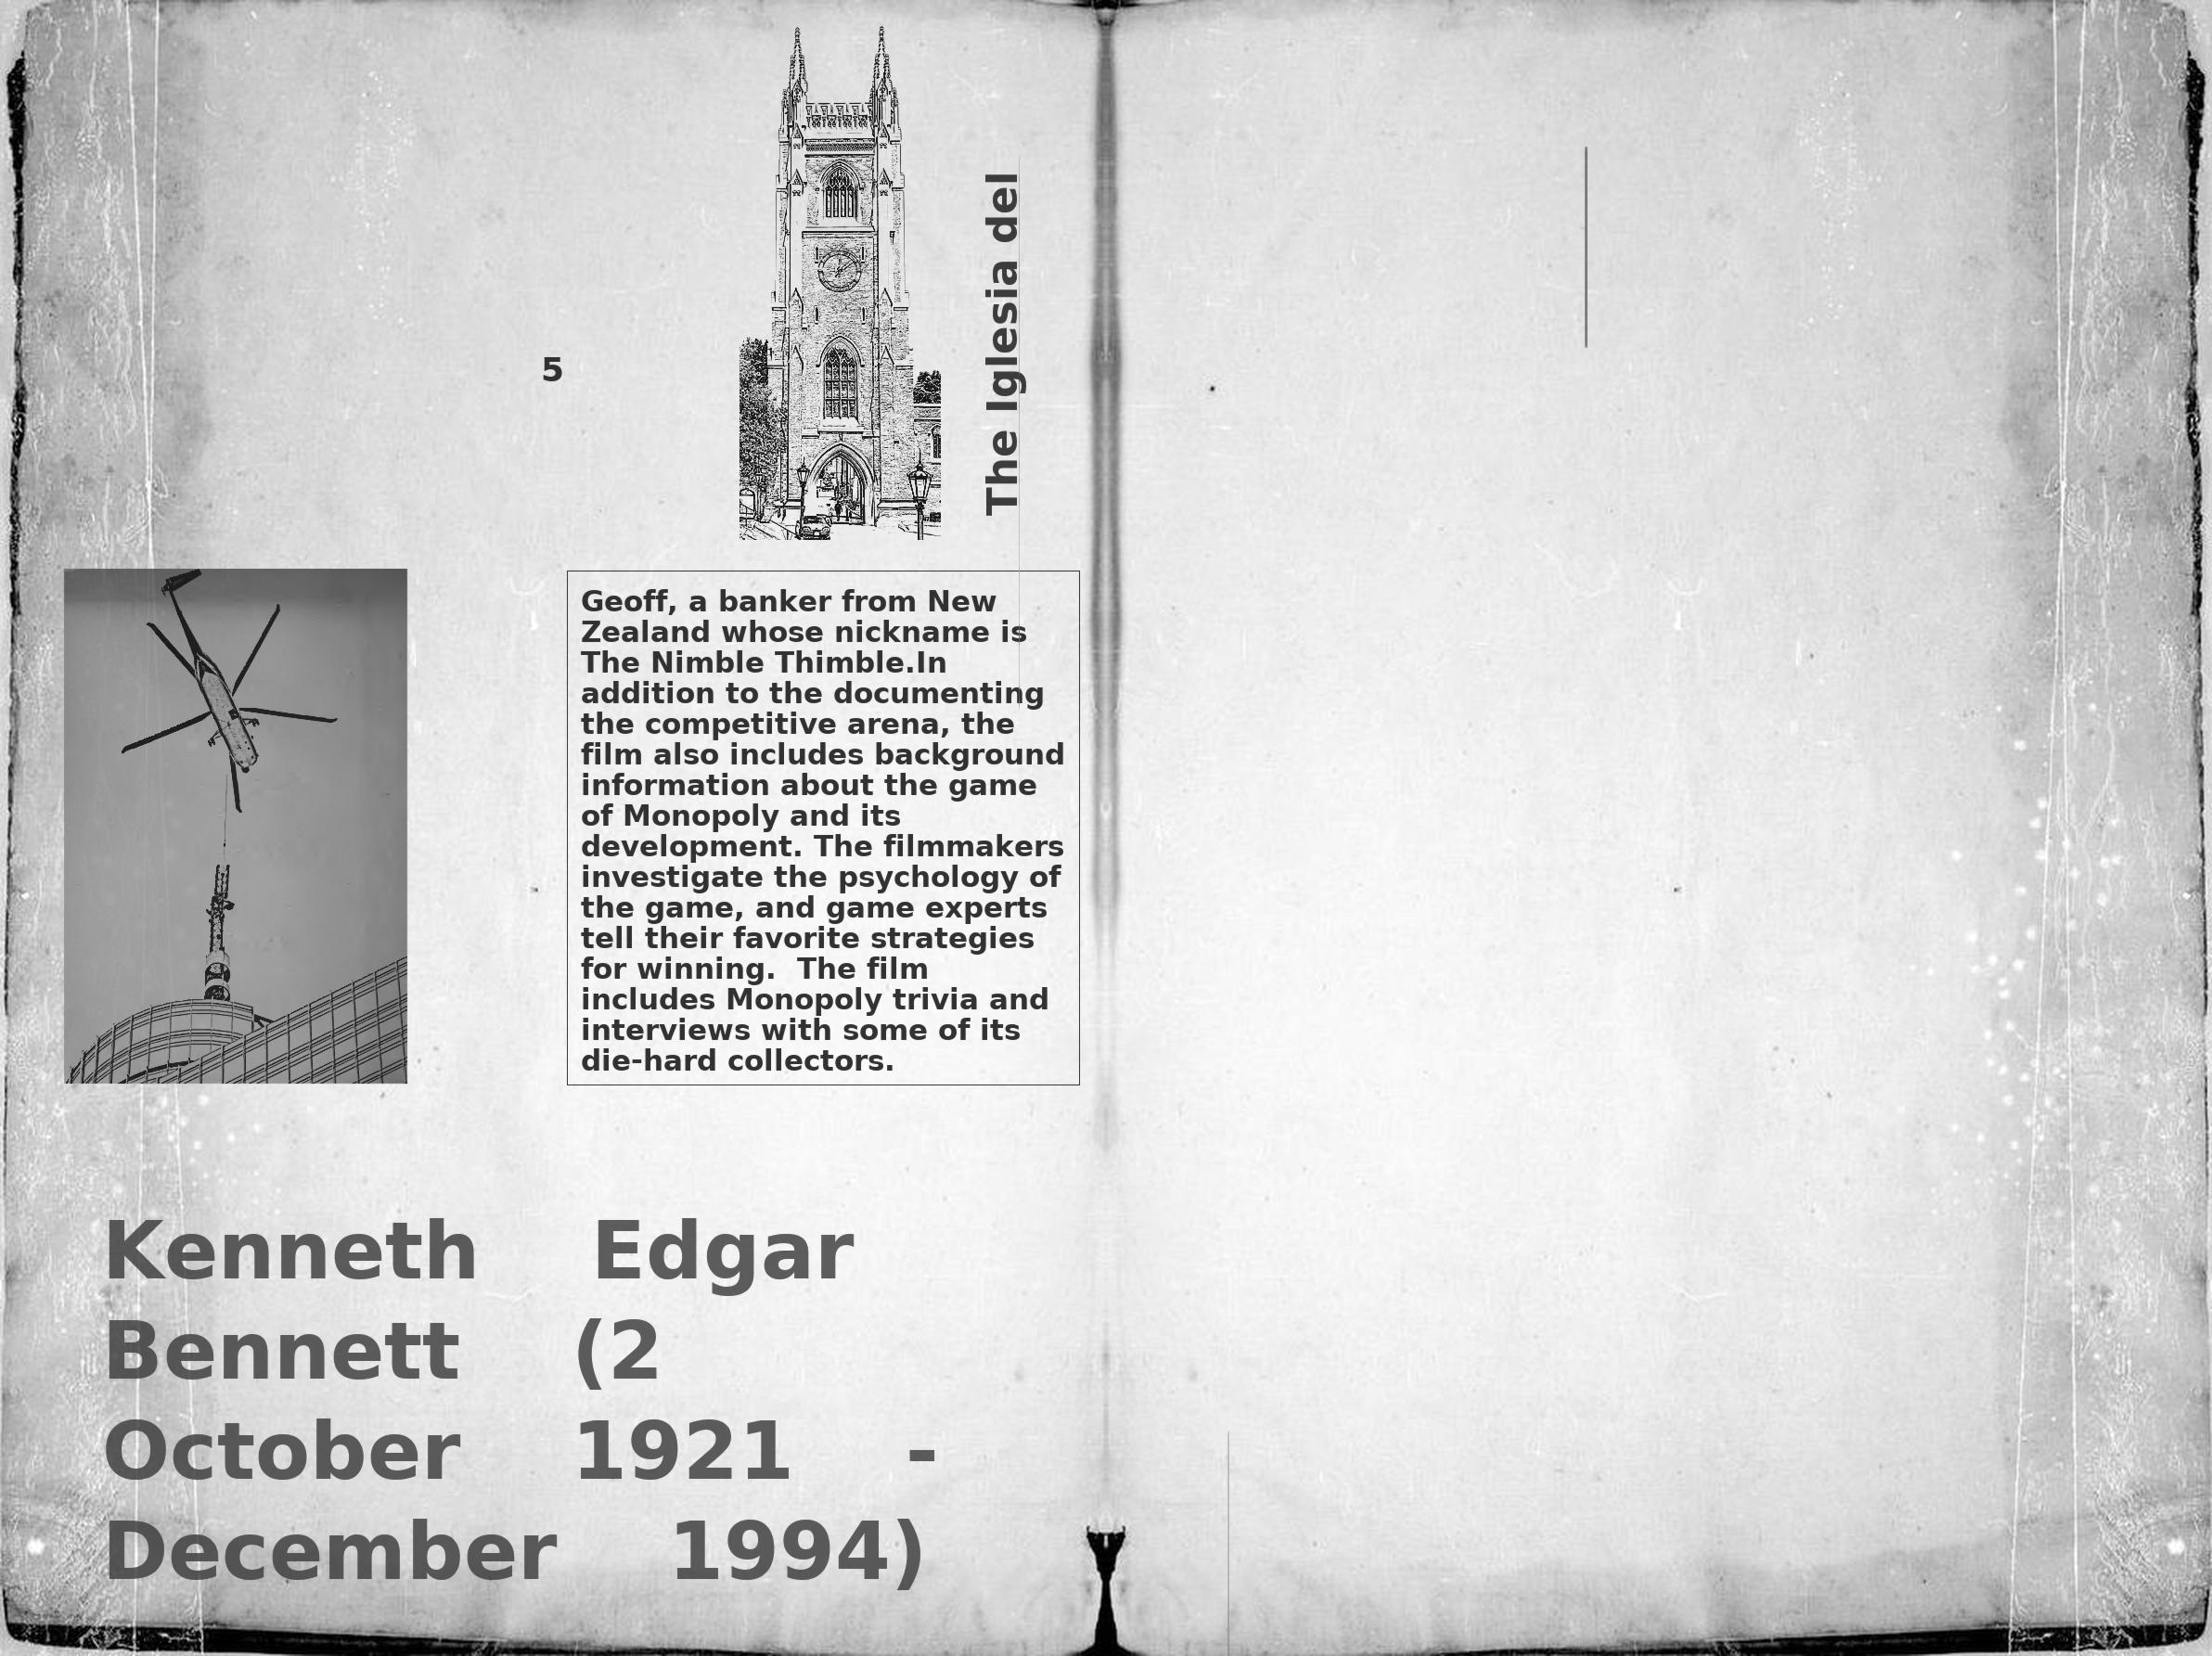 5
The Iglesia del
Geoff, a banker from New
Zealand whose nickname is
The Nimble Thimble.In
addition to the documenting
the competitive arena, the
film also includes background
information about the game
of Monopoly and its
development. The filmmakers
investigate the psychology of
the game, and game experts
tell their favorite strategies
for winning.  The film
includes Monopoly trivia and
interviews with some of its
die-hard collectors.
Kenneth Edgar
Bennett (2
October 1921 -
December 1994)